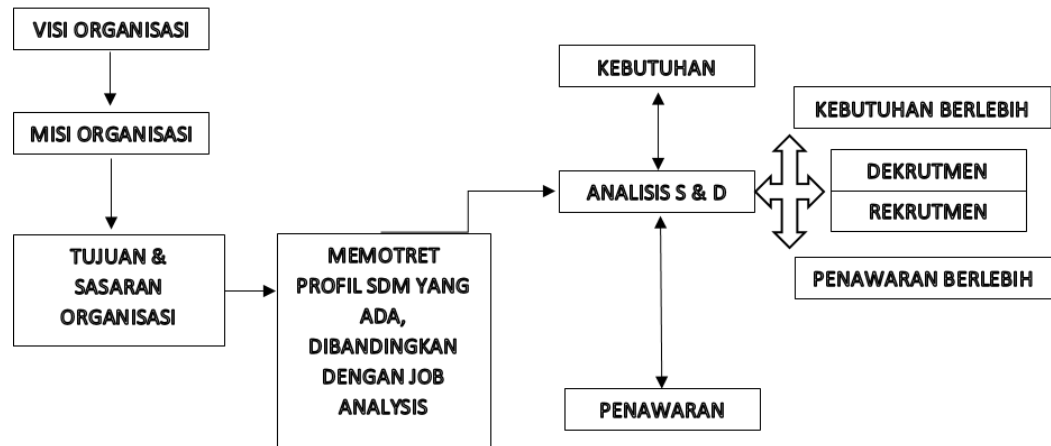 VISI ORGANISASI
MISI ORGANISASI
TUJUAN &
SASARAN
ORGANISASI
MEMOTRET
PROFIL SDM YANG
ADA,
DIBANDINGKAN
DENGAN JOB
ANALYSIS
KEBUTUHAN
ANALISIS S & D
PENAWARAN
KEBUTUHAN BERLEBIH
DEKRUTMEN
REKRUTMEN
PENAWARAN BERLEBIH